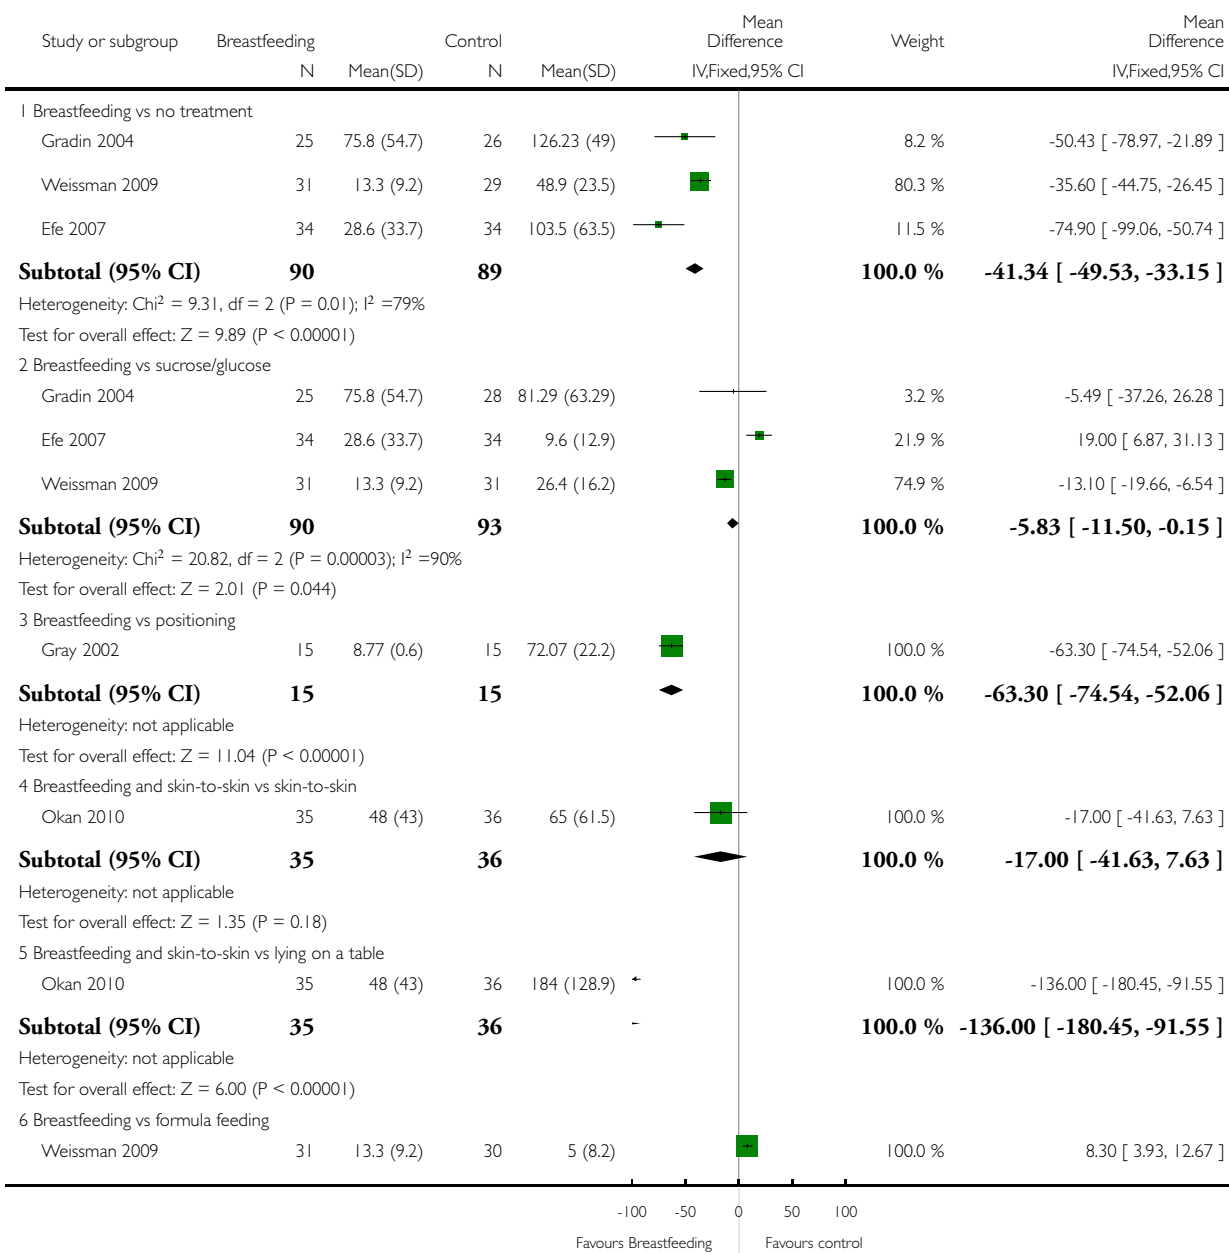 Study or subgroup Breastfeeding Control Mean Difference Weight Mean Difference
N Mean(SD) N Mean(SD) IV,Fixed,95% CI IV,Fixed,95% CI
1 Breastfeeding vs no treatment
Gradin 2004 25 75.8 (54.7) 26 126.23 (49) 8.2 % -50.43 [ -78.97, -21.89 ]
Weissman 2009 31 13.3 (9.2) 29 48.9 (23.5) 80.3 % -35.60 [ -44.75, -26.45 ]
Efe 2007 34 28.6 (33.7) 34 103.5 (63.5) 11.5 % -74.90 [ -99.06, -50.74 ]
Subtotal (95% CI) 90 89 100.0 % -41.34 [ -49.53, -33.15 ]
Heterogeneity: Chi² = 9.31, df = 2 (P = 0.01); I² =79%
Test for overall effect: Z = 9.89 (P < 0.00001)
2 Breastfeeding vs sucrose/glucose
Gradin 2004 25 75.8 (54.7) 28 81.29 (63.29) 3.2 % -5.49 [ -37.26, 26.28 ]
Efe 2007 34 28.6 (33.7) 34 9.6 (12.9) 21.9 % 19.00 [ 6.87, 31.13 ]
Weissman 2009 31 13.3 (9.2) 31 26.4 (16.2) 74.9 % -13.10 [ -19.66, -6.54 ]
Subtotal (95% CI) 90 93 100.0 % -5.83 [ -11.50, -0.15 ]
Heterogeneity: Chi² = 20.82, df = 2 (P = 0.00003); I² =90%
Test for overall effect: Z = 2.01 (P = 0.044)
3 Breastfeeding vs positioning
Gray 2002 15 8.77 (0.6) 15 72.07 (22.2) 100.0 % -63.30 [ -74.54, -52.06 ]
Subtotal (95% CI) 15 15 100.0 % -63.30 [ -74.54, -52.06 ]
Heterogeneity: not applicable
Test for overall effect: Z = 11.04 (P < 0.00001)
4 Breastfeeding and skin-to-skin vs skin-to-skin
Okan 2010 35 48 (43) 36 65 (61.5) 100.0 % -17.00 [ -41.63, 7.63 ]
Subtotal (95% CI) 35 36 100.0 % -17.00 [ -41.63, 7.63 ]
Heterogeneity: not applicable
Test for overall effect: Z = 1.35 (P = 0.18)
5 Breastfeeding and skin-to-skin vs lying on a table
Okan 2010 35 48 (43) 36 184 (128.9) 100.0 % -136.00 [ -180.45, -91.55 ]
Subtotal (95% CI) 35 36 100.0 % -136.00 [ -180.45, -91.55 ]
Heterogeneity: not applicable
Test for overall effect: Z = 6.00 (P < 0.00001)
6 Breastfeeding vs formula feeding
Weissman 2009 31 13.3 (9.2) 30 5 (8.2) 100.0 % 8.30 [ 3.93, 12.67 ]
-100 -50 0 50 100
Favours Breastfeeding Favours control